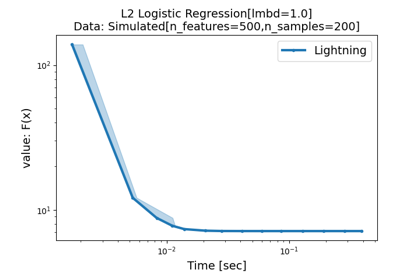 L2 Logistic Regression[lmbd=1.0]
Data: Simulated[n_features=500,n_samples=200]
Lightning
value: F(x)
10²
10¹
10⁻²
10⁻¹
Time [sec]